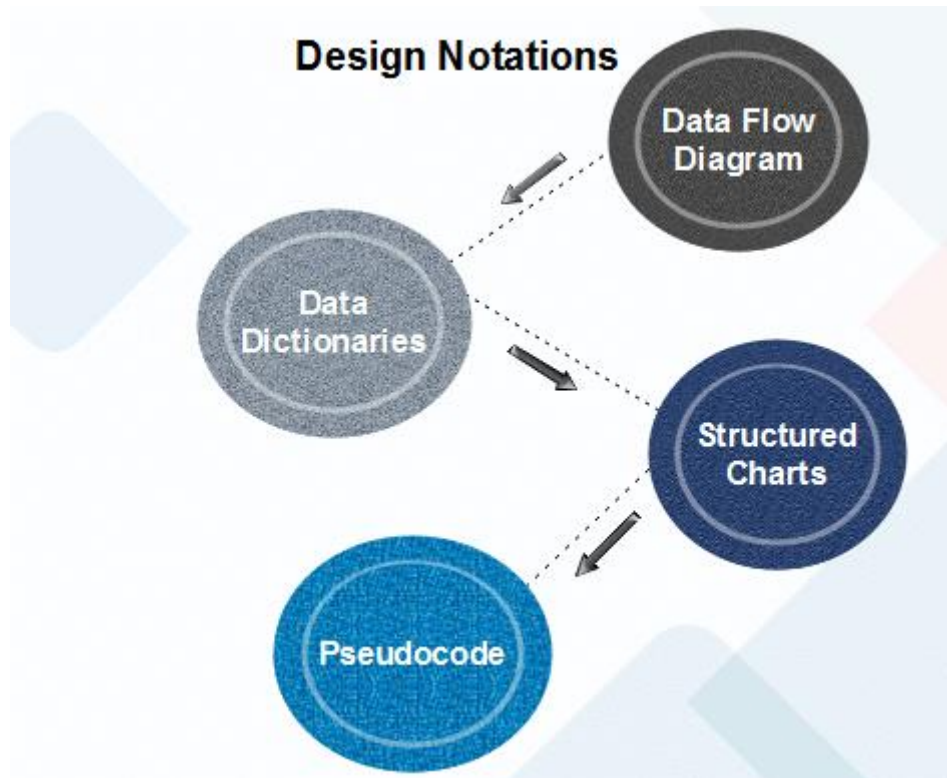 Design Notations
Data Flow
Diagram
Data
Dictionaries
Structured
Charts
Pseudocode